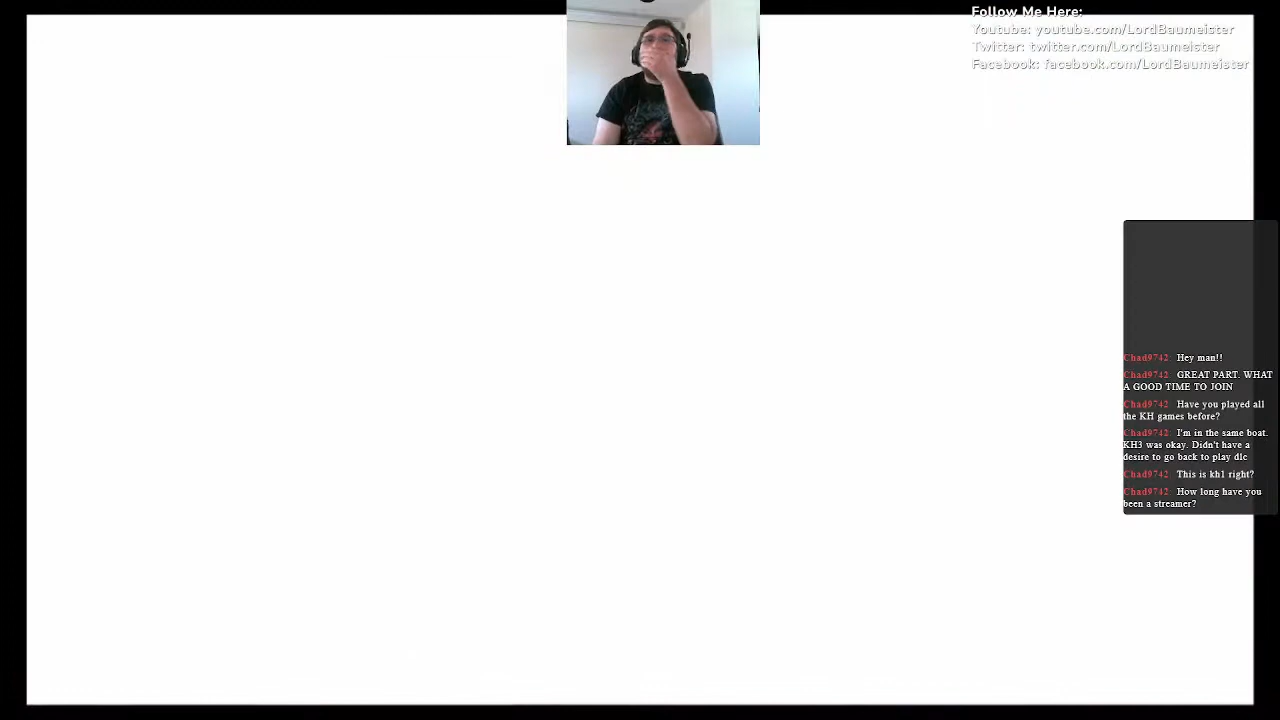 Follow Me Here:
Youtube: youtube.com/LordBaumeister
Twitter: twitter.com/LordBaumeister
Facebook: facebook.com/LordBaumeister
Chad9742: Hey man!!
Chad9742: GREAT PART. WHAT
A GOOD TIME TO JOIN
Chad9742: Have you played all
the KH games before?
Chad9742: I'm in the same boat.
KH3 was okay. Didn't have a
desire to go back to play dlc
Chad9742: This is kh1 right?
Chad9742: How long have you
been a streamer?